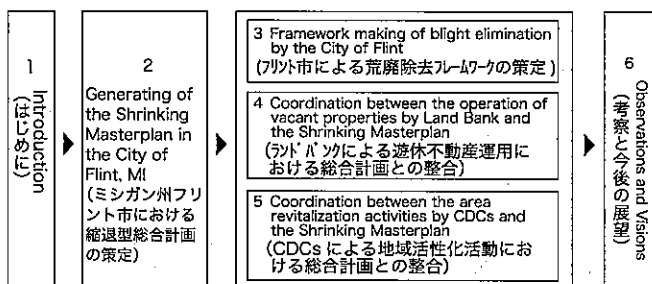 1
Introduction
(はじめに)
2
Generating of
the Shrinking
Masterplan in
the City of
Flint, MI
(ミシガン州フリ
ント市における
縮退型総合計画
の策定)
3 Framework making of blight elimination
by the City of Flint
(フリント市による荒廃除去フレームワークの策定)
4 Coordination between the operation of
vacant properties by Land Bank and
the Shrinking Masterplan
(ランドバンクによる遊休不動産運用に
おける総合計画との整合)
5 Coordination between the area
revitalization activities by CDCs and
the Shrinking Masterplan
(CDCsによる地域活性化活動にお
ける総合計画との整合)
6
Observations and Visions
(考察と今後の展望)